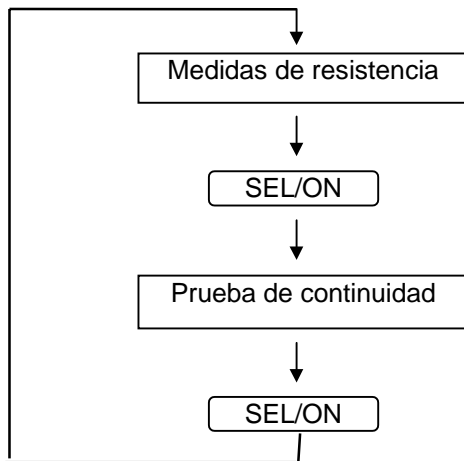 Medidas de resistencia
SEL/ON
Prueba de continuidad
SEL/ON